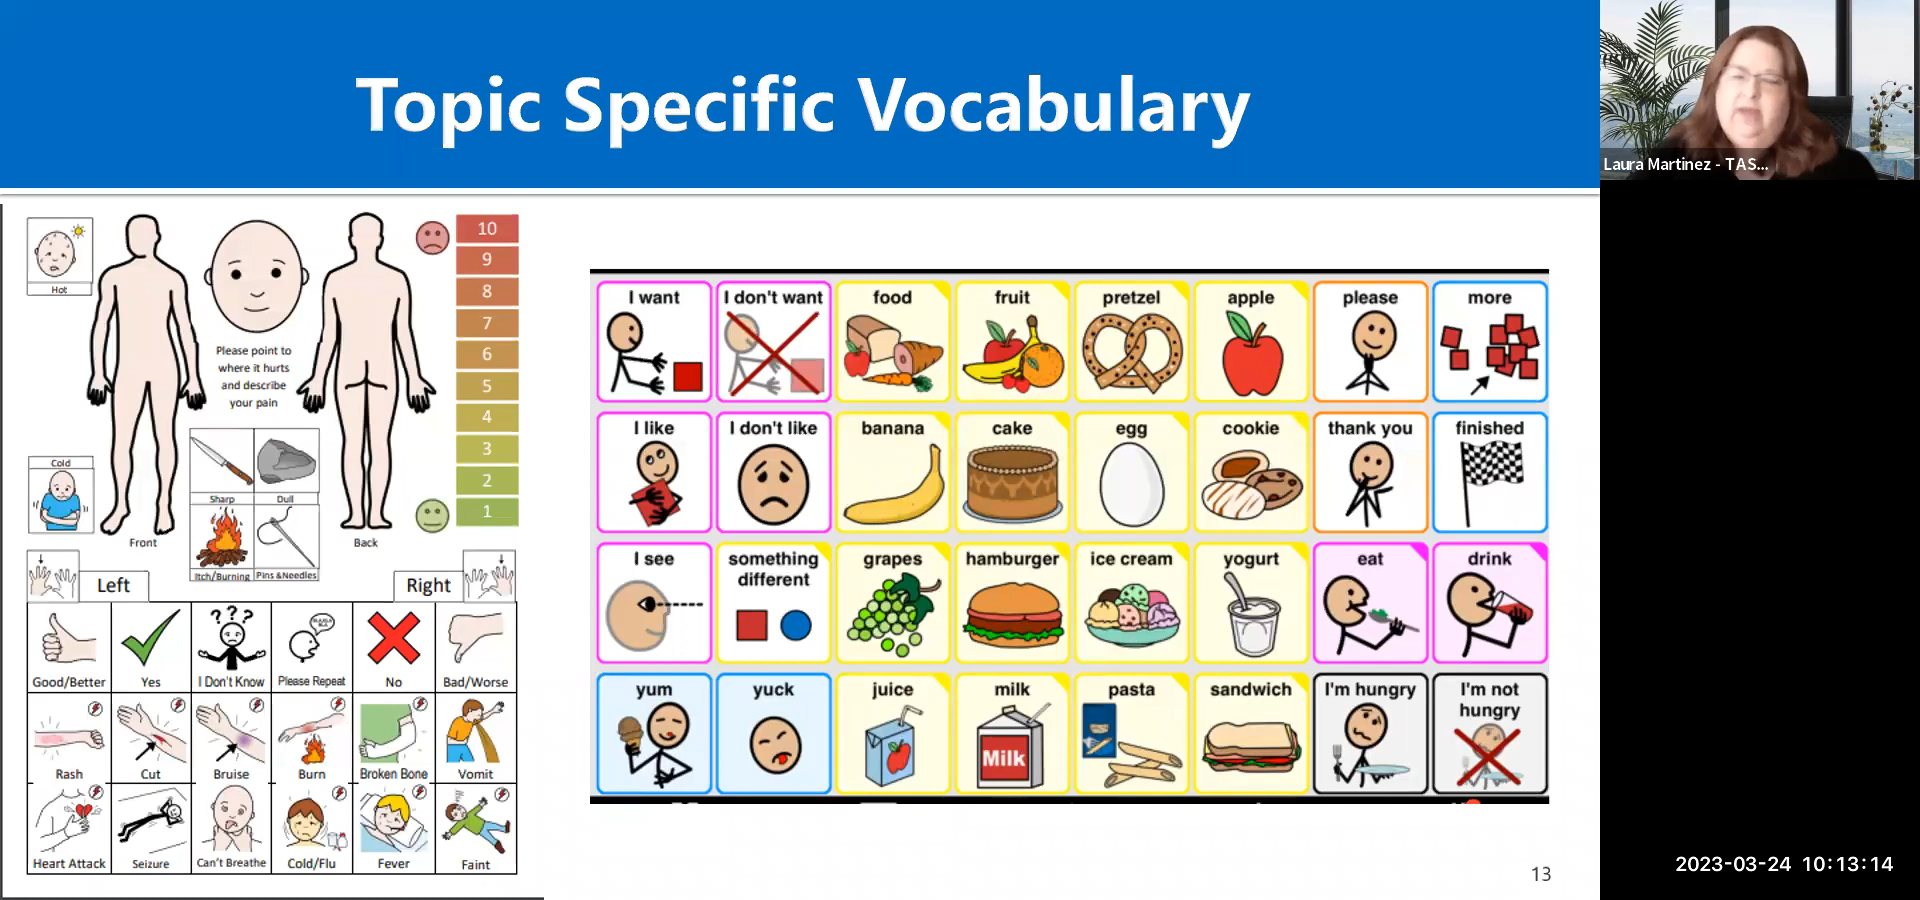 Topic Specific Vocabulary
Laura Martinez - TAS...
Hot
Please point to
where it hurts
and describe
your pain
10
9
8
7
6
5
4
3
2
1
Cold
Sharp
Dull
Itch/Burning
Pins &Needles
Front
Back
Left
Right
Good/Better
Yes
I Don't Know
Please Repeat
No
Bad/Worse
Rash
Cut
Bruise
Burn
Broken Bone
Vomit
Heart Attack
Seizure
Can't Breathe
Cold/Flu
Fever
Faint
I want
I don't want
food
fruit
pretzel
apple
please
more
I like
I don't like
banana
cake
egg
cookie
thank you
finished
I see
something
different
grapes
hamburger
ice cream
yogurt
eat
drink
yum
yuck
juice
milk
Milk
pasta
sandwich
I'm hungry
I'm not
hungry
13
2023-03-24 10:13:14